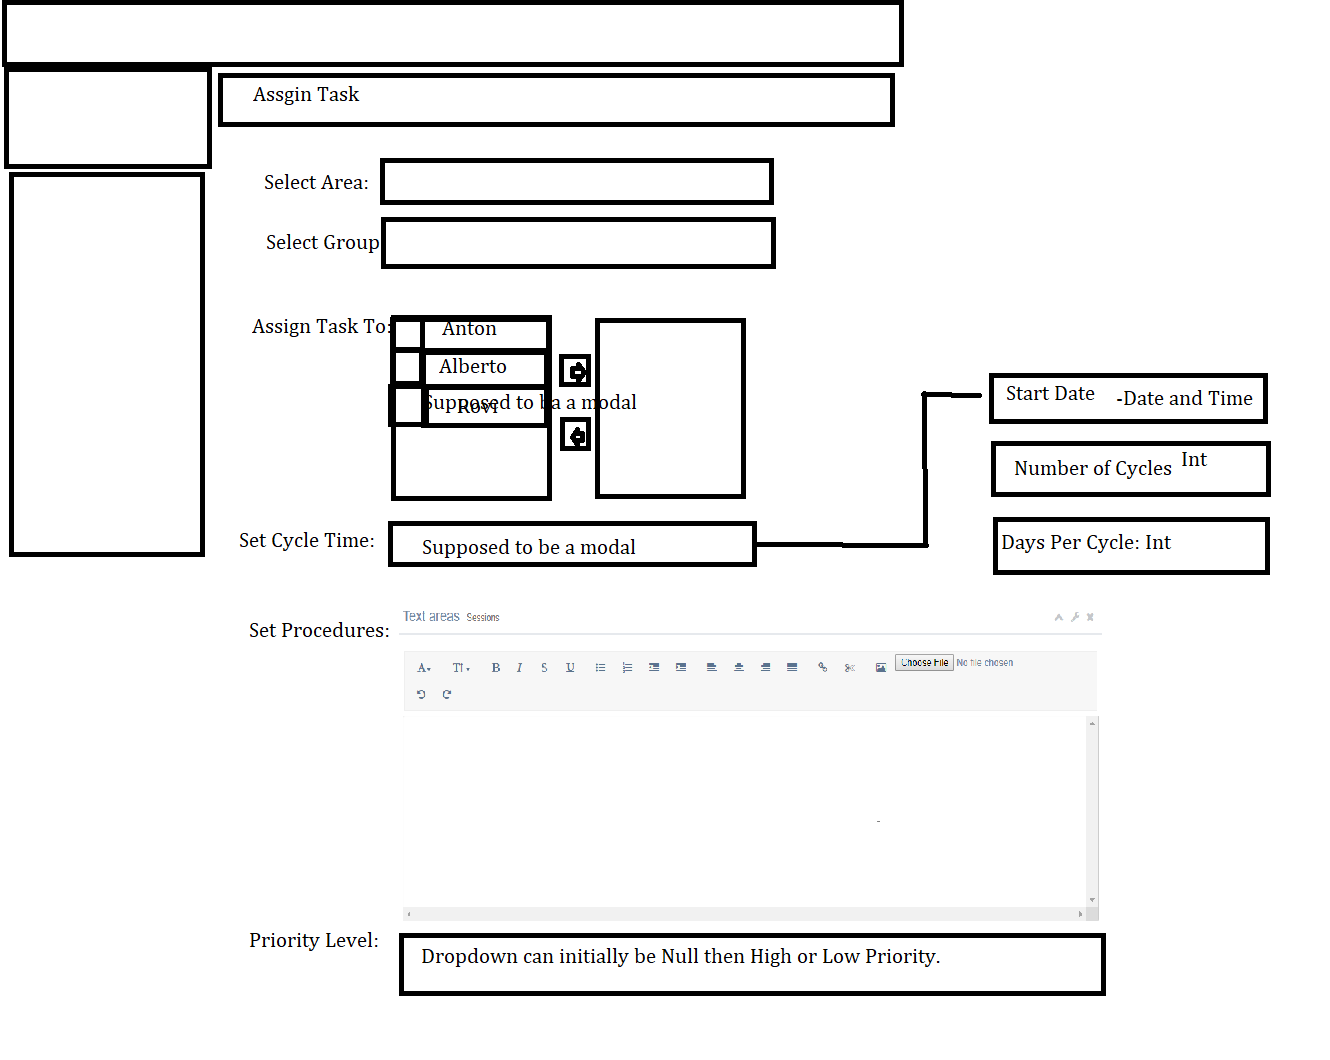 Assgin Task
Select Area:
Select Group
Assign Task To:
Anton
Alberto
Rovi
Supposed to ba a modal
Start Date -Date and Time
Number of Cycles Int
Days Per Cycle: Int
Set Cycle Time:
Supposed to be a modal
Set Procedures:
Text areas Sessions
A T B I S U Choose File No file chosen
Priority Level:
Dropdown can initially be Null then High or Low Priority.